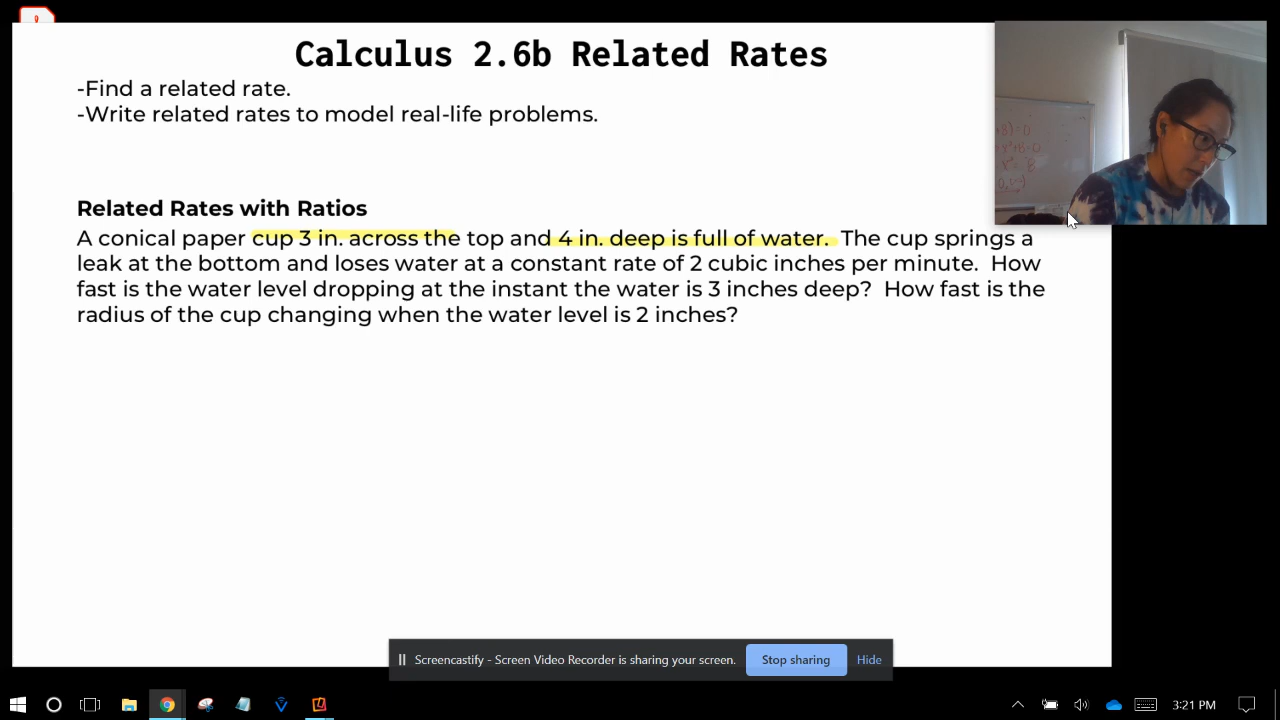 Calculus 2.6b Related Rates
-Find a related rate.
-Write related rates to model real-life problems.
Related Rates with Ratios
A conical paper cup 3 in. across the top and 4 in. deep is full of water. The cup springs a
leak at the bottom and loses water at a constant rate of 2 cubic inches per minute. How
fast is the water level dropping at the instant the water is 3 inches deep? How fast is the
radius of the cup changing when the water level is 2 inches?
Screencastify - Screen Video Recorder is sharing your screen.
Stop sharing
Hide
3:21 PM